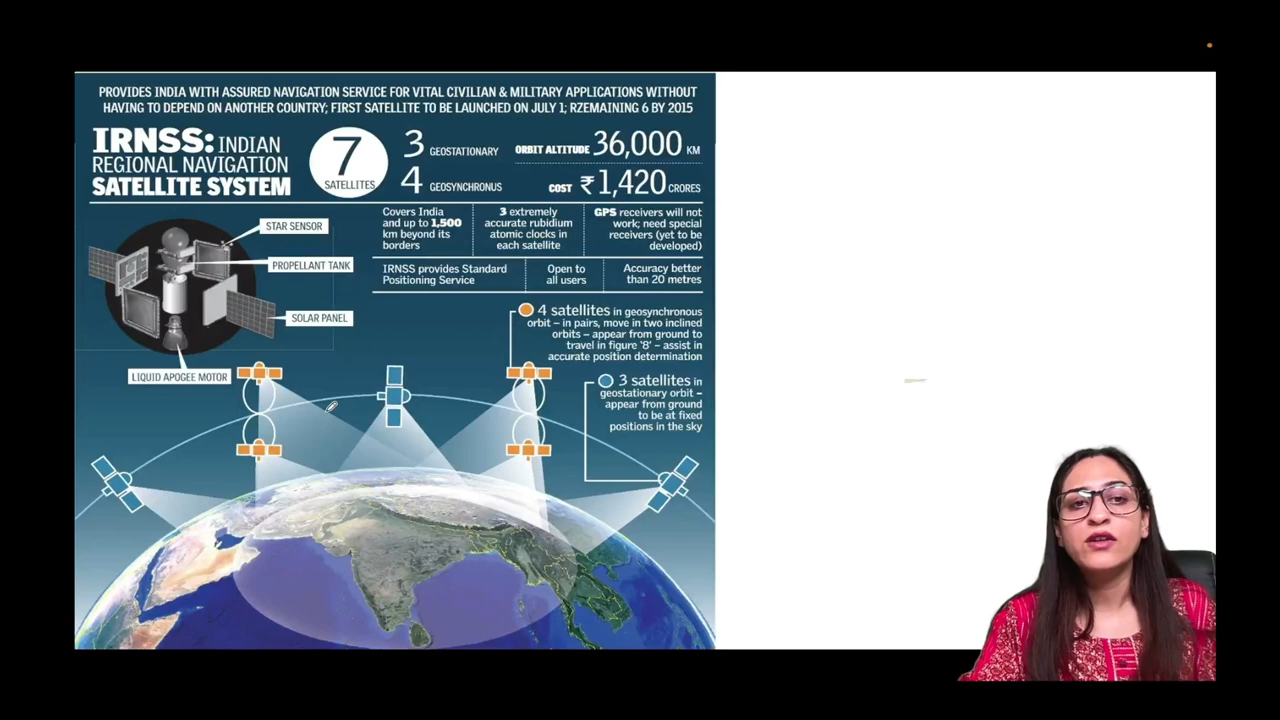 PROVIDES INDIA WITH ASSURED NAVIGATION SERVICE FOR VITAL CIVILIAN & MILITARY APPLICATIONS WITHOUT
HAVING TO DEPEND ON ANOTHER COUNTRY; FIRST SATELLITE TO BE LAUNCHED ON JULY 1; RZEMAINING 6 BY 2015
IRNSS: INDIAN
REGIONAL NAVIGATION
SATELLITE SYSTEM
7
SATELLITES
3 GEOSTATIONARY
4 GEOSYNCHRONUS
ORBIT ALTITUDE 36,000 KM
COST ₹1,420 CRORES
Covers India
and up to 1,500
km beyond its
borders
3 extremely
accurate rubidium
atomic clocks in
each satellite
GPS receivers will not
work; need special
receivers (yet to be
developed)
IRNSS provides Standard
Positioning Service
Open to
all users
Accuracy better
than 20 metres
STAR SENSOR
PROPELLANT TANK
SOLAR PANEL
LIQUID APOGEE MOTOR
4 satellites in geosynchronous
orbit – in pairs, move in two inclined
orbits – appear from ground to
travel in figure '8' – assist in
accurate position determination
3 satellites in
geostationary orbit –
appear from ground
to be at fixed
positions in the sky